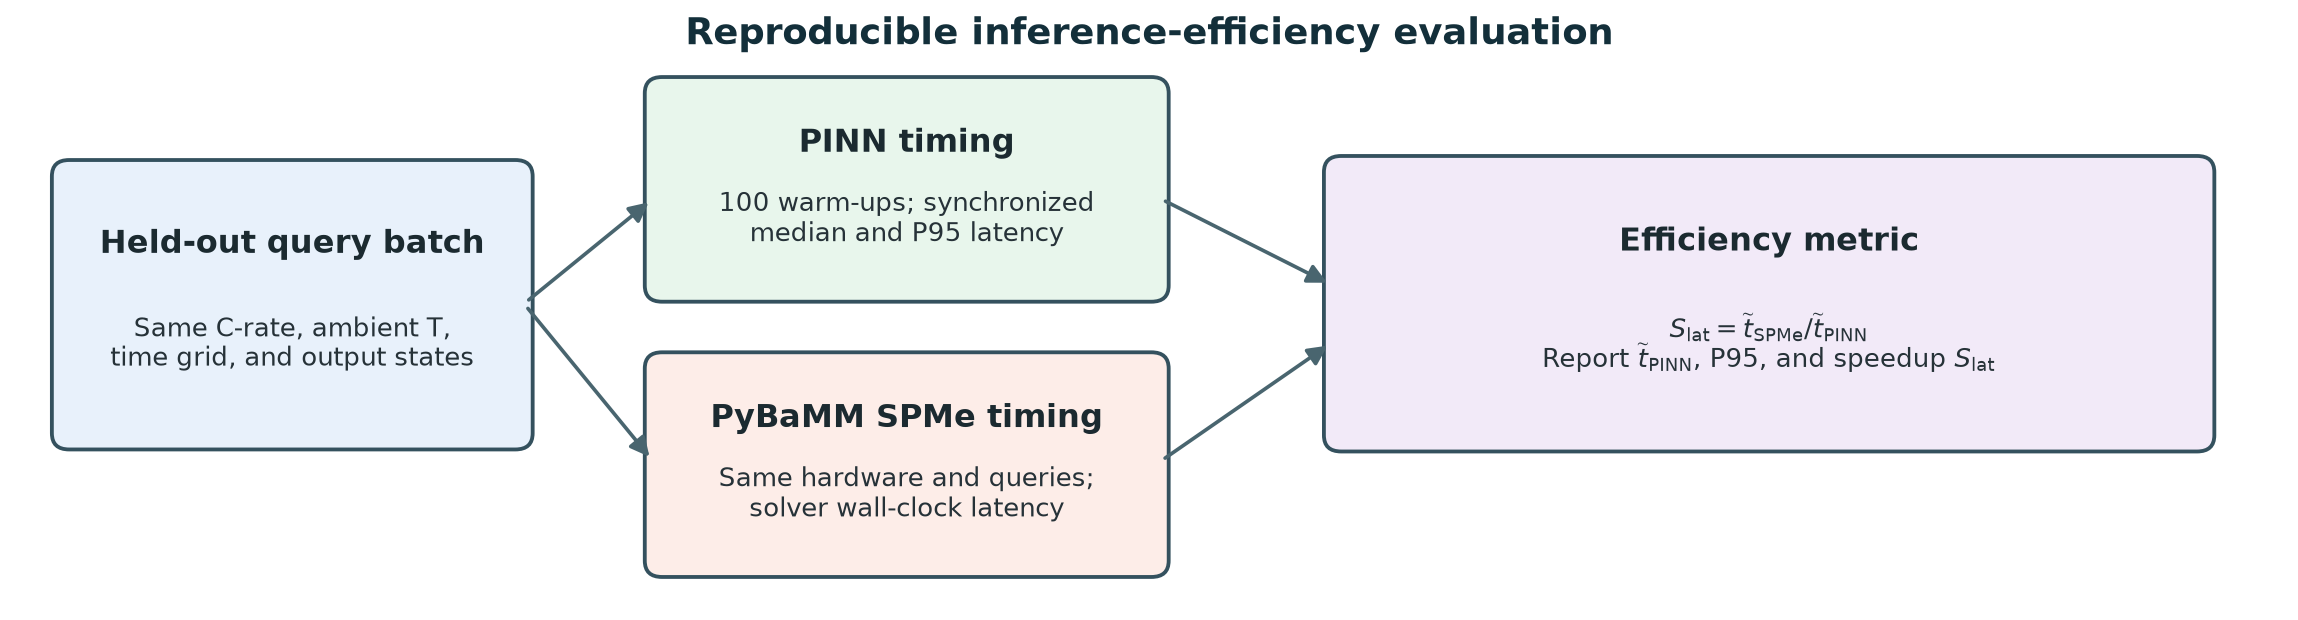 Reproducible inference-efficiency evaluation
Held-out query batch
Same C-rate, ambient T,
time grid, and output states
PINN timing
100 warm-ups; synchronized
median and P95 latency
PyBaMM SPMe timing
Same hardware and queries;
solver wall-clock latency
Efficiency metric
S_lat = t̃_SPMe/t̃_PINN
Report t̃_PINN, P95, and speedup S_lat